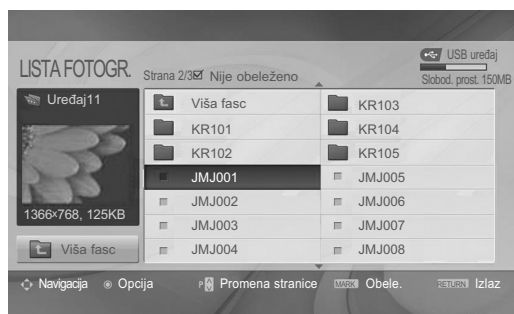 USB uređaj
LISTA FOTOGR.
Strana 2/3 Nije obeleženo
Slobod. prost. 150MB
Uređaj11
1366×768, 125KB
Viša fasc
Viša fasc
KR101
KR102
JMJ001
JMJ002
JMJ003
JMJ004
KR103
KR104
KR105
JMJ005
JMJ006
JMJ007
JMJ008
Navigacija Opcija P Promena stranice MARK Obele. RETURN Izlaz